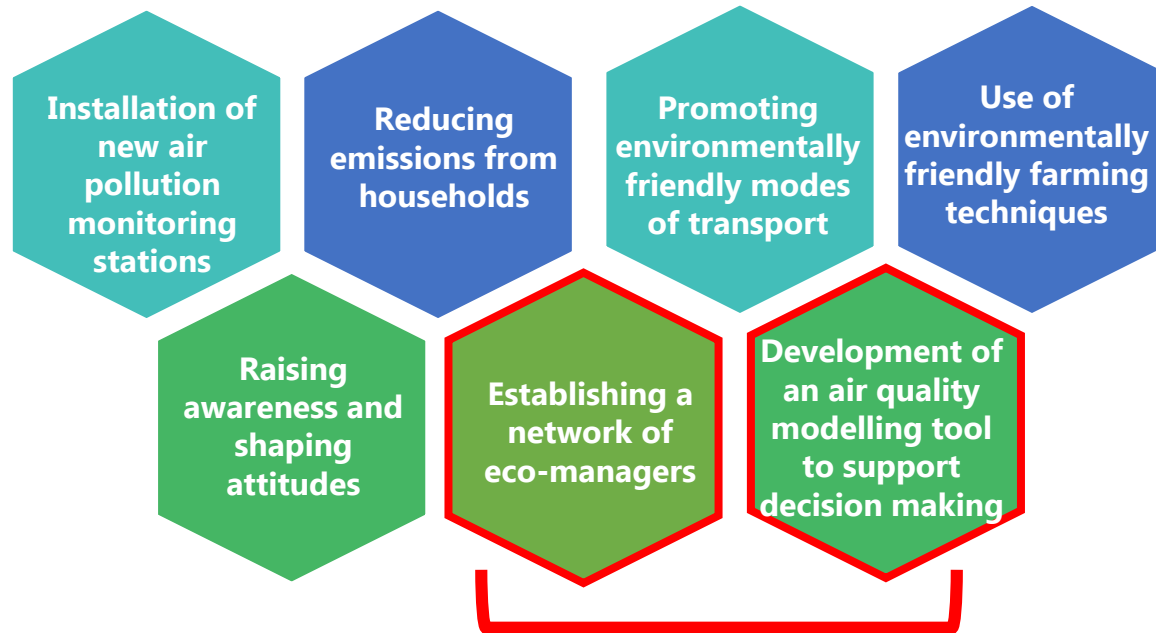 Installation of
new air
pollution
monitoring
stations
Reducing
emissions from
households
Promoting
environmentally
friendly modes
of transport
Use of
environmentally
friendly farming
techniques
Raising
awareness and
shaping
attitudes
Establishing a
network of
eco-managers
Development of
an air quality
modelling tool
to support
decision making